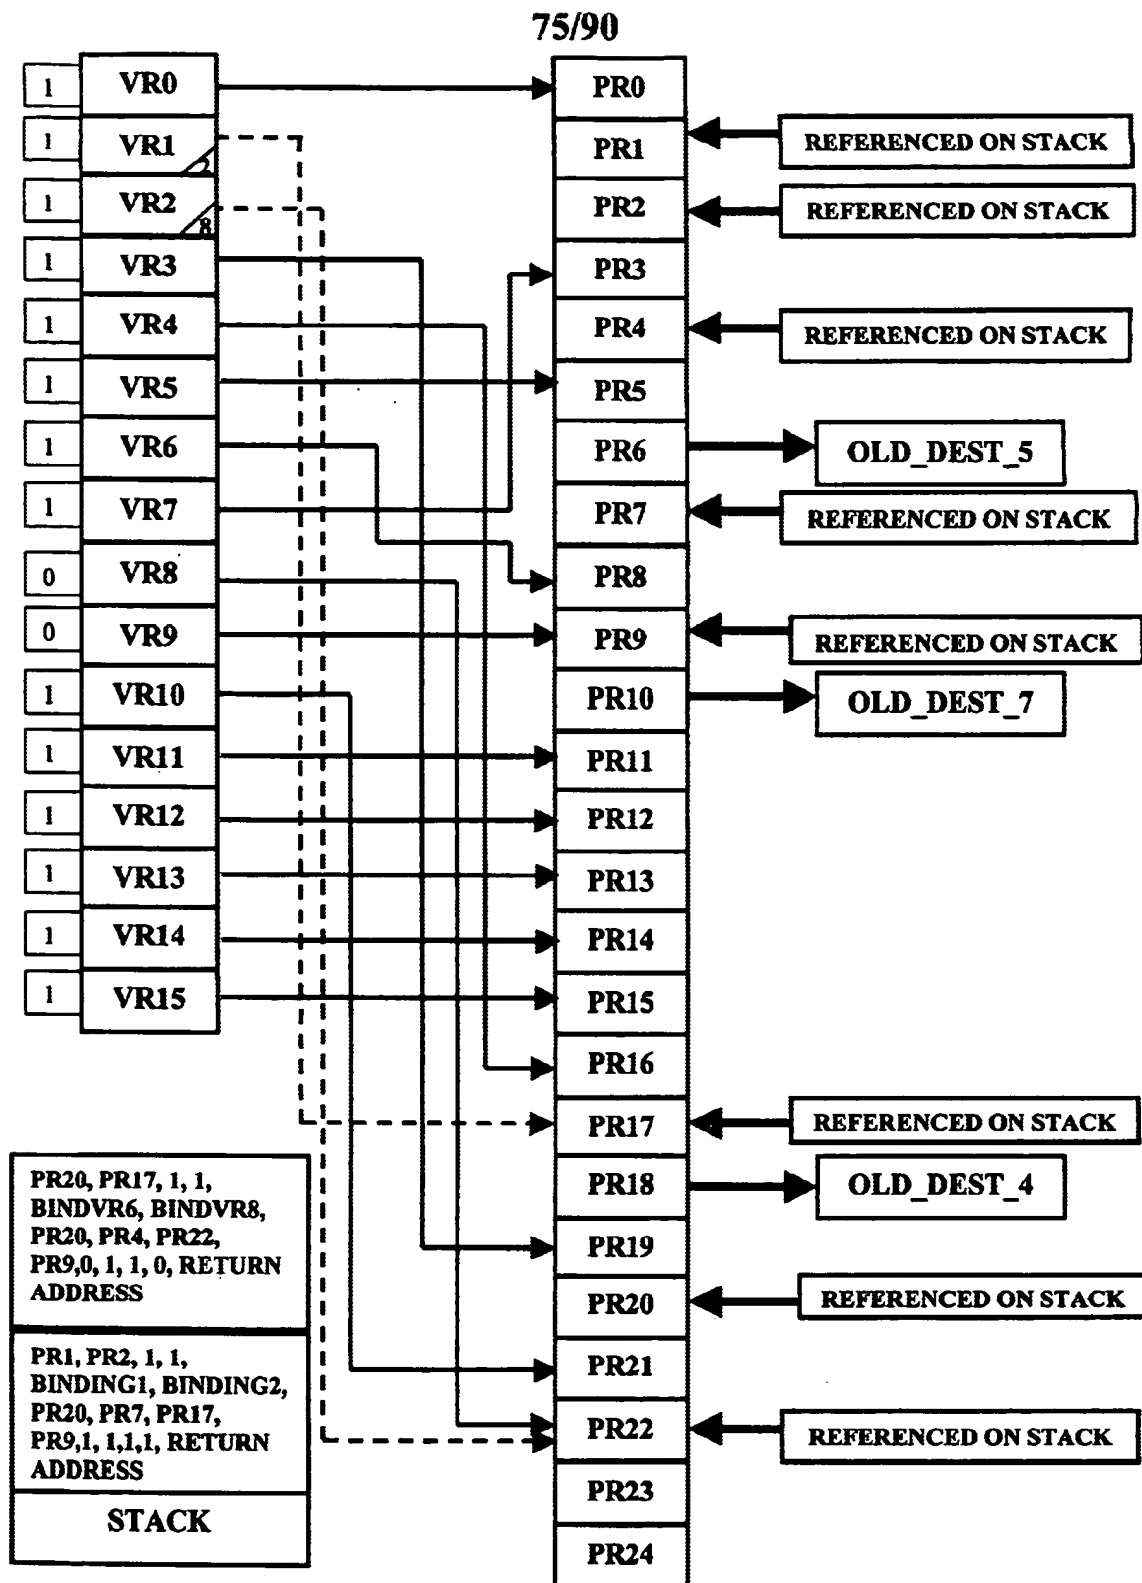 75/90
1 VR0
1 VR1 2
1 VR2 8
1 VR3
1 VR4
1 VR5
1 VR6
1 VR7
0 VR8
0 VR9
1 VR10
1 VR11
1 VR12
1 VR13
1 VR14
1 VR15
PR20, PR17, 1, 1,
BINDVR6, BINDVR8,
PR20, PR4, PR22,
PR9,0, 1, 1, 0, RETURN
ADDRESS
PR1, PR2, 1, 1,
BINDING1, BINDING2,
PR20, PR7, PR17,
PR9,1, 1,1,1, RETURN
ADDRESS
STACK
PR0
PR1
PR2
PR3
PR4
PR5
PR6
PR7
PR8
PR9
PR10
PR11
PR12
PR13
PR14
PR15
PR16
PR17
PR18
PR19
PR20
PR21
PR22
PR23
PR24
REFERENCED ON STACK
REFERENCED ON STACK
REFERENCED ON STACK
OLD_DEST_5
REFERENCED ON STACK
REFERENCED ON STACK
OLD_DEST_7
REFERENCED ON STACK
OLD_DEST_4
REFERENCED ON STACK
REFERENCED ON STACK